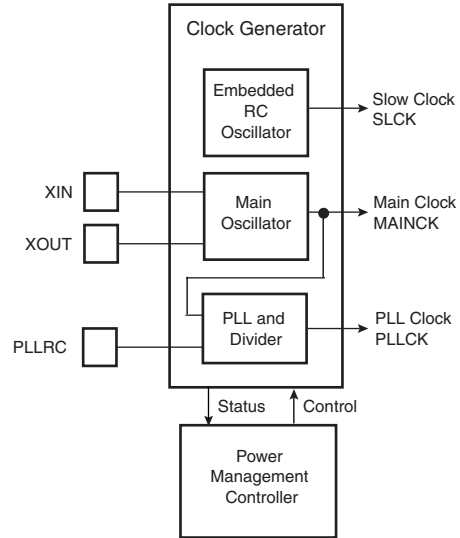 Clock Generator
Embedded
RC
Oscillator
Slow Clock
SLCK
XIN
Main
Oscillator
Main Clock
MAINCK
XOUT
PLL and
Divider
PLL Clock
PLLCK
PLLRC
Status
Control
Power
Management
Controller